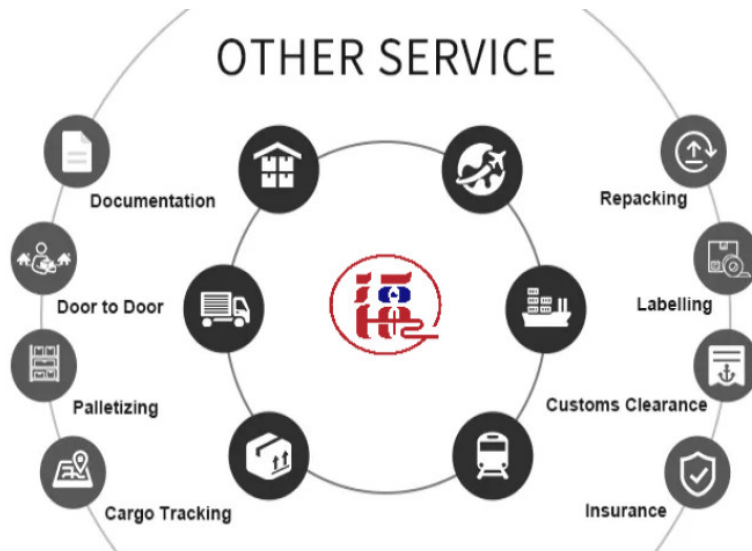 OTHER SERVICE
Documentation
Repacking
Door to Door
Labelling
Palletizing
Customs Clearance
Cargo Tracking
Insurance